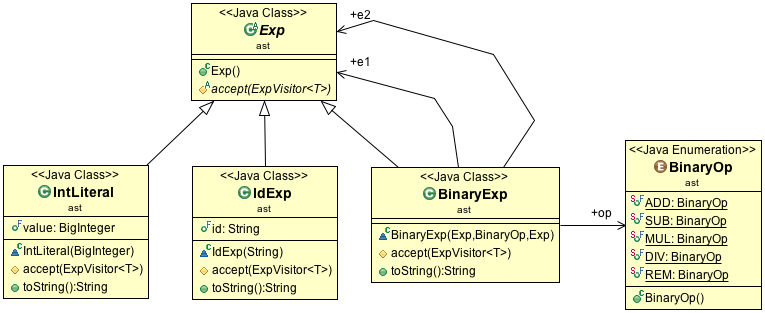 <<Java Class>>
Exp
ast
Exp()
accept(ExpVisitor<T>)
+e2
+e1
<<Java Class>>
IntLiteral
ast
value: BigInteger
IntLiteral(BigInteger)
accept(ExpVisitor<T>)
toString():String
<<Java Class>>
IdExp
ast
id: String
IdExp(String)
accept(ExpVisitor<T>)
toString():String
<<Java Class>>
BinaryExp
ast
BinaryExp(Exp,BinaryOp,Exp)
accept(ExpVisitor<T>)
toString():String
+op
<<Java Enumeration>>
BinaryOp
ast
ADD: BinaryOp
SUB: BinaryOp
MUL: BinaryOp
DIV: BinaryOp
REM: BinaryOp
BinaryOp()